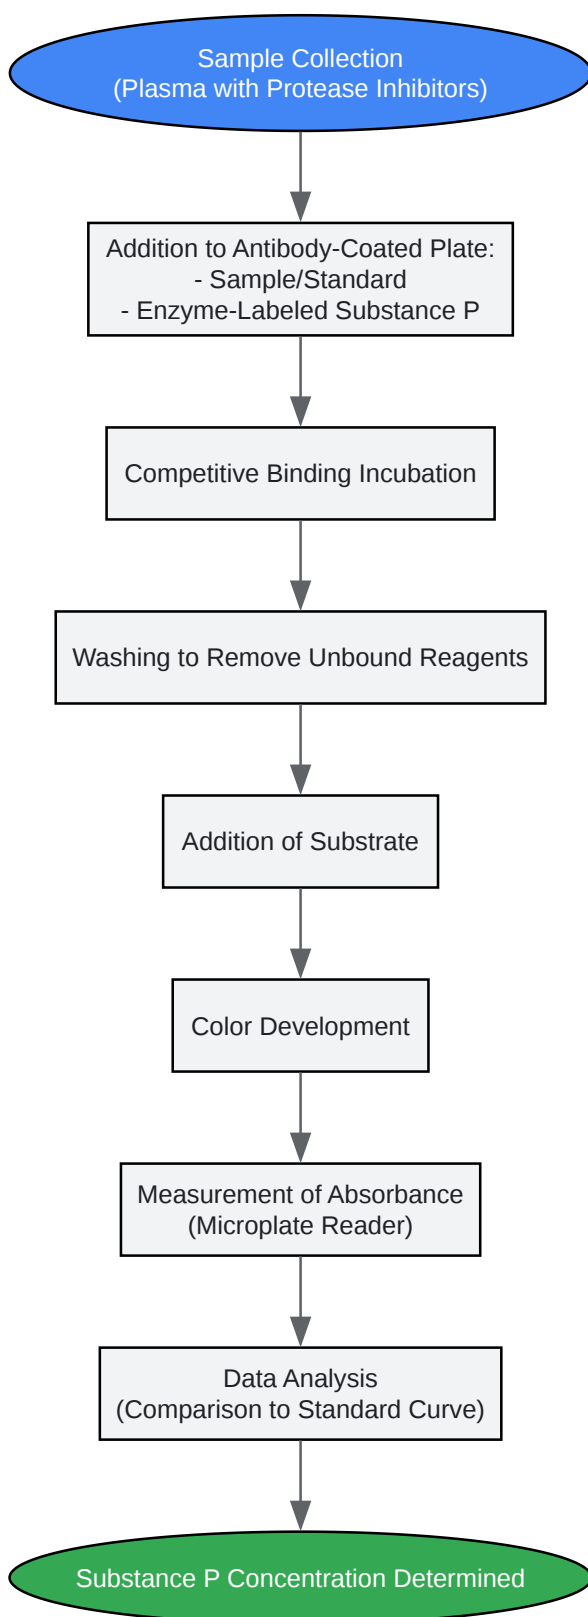 Sample Collection
(Plasma with Protease Inhibitors)
Addition to Antibody-Coated Plate:
- Sample/Standard
- Enzyme-Labeled Substance P
Competitive Binding Incubation
Washing to Remove Unbound Reagents
Addition of Substrate
Color Development
Measurement of Absorbance
(Microplate Reader)
Data Analysis
(Comparison to Standard Curve)
Substance P Concentration Determined